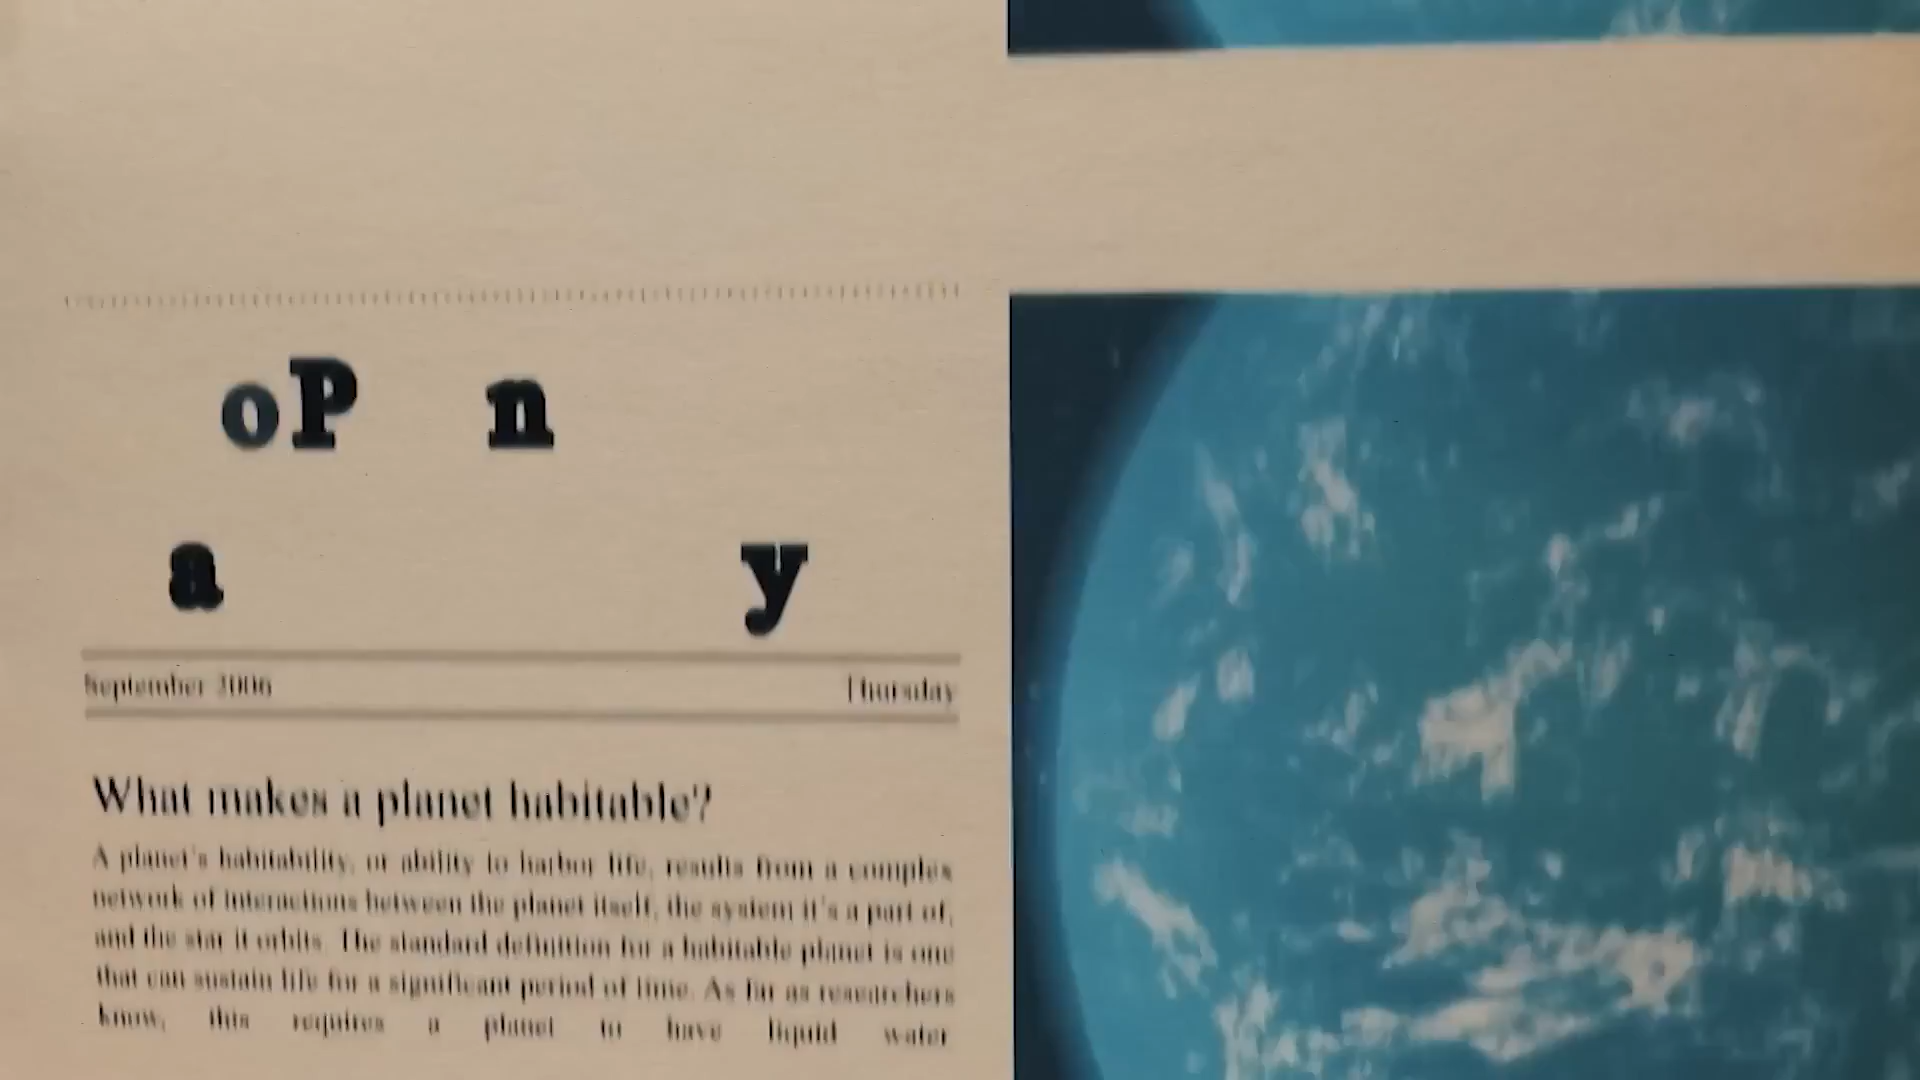 oP n
a y
September 2006 Thursday
What makes a planet habitable?
A planet's habitability, or ability to harbor life, results from a complex
network of interactions between the planet itself, the system it's a part of,
and the star it orbits. The standard definition for a habitable planet is one
that can sustain life for a significant period of time. As far as researchers
know, this requires a planet to have liquid water